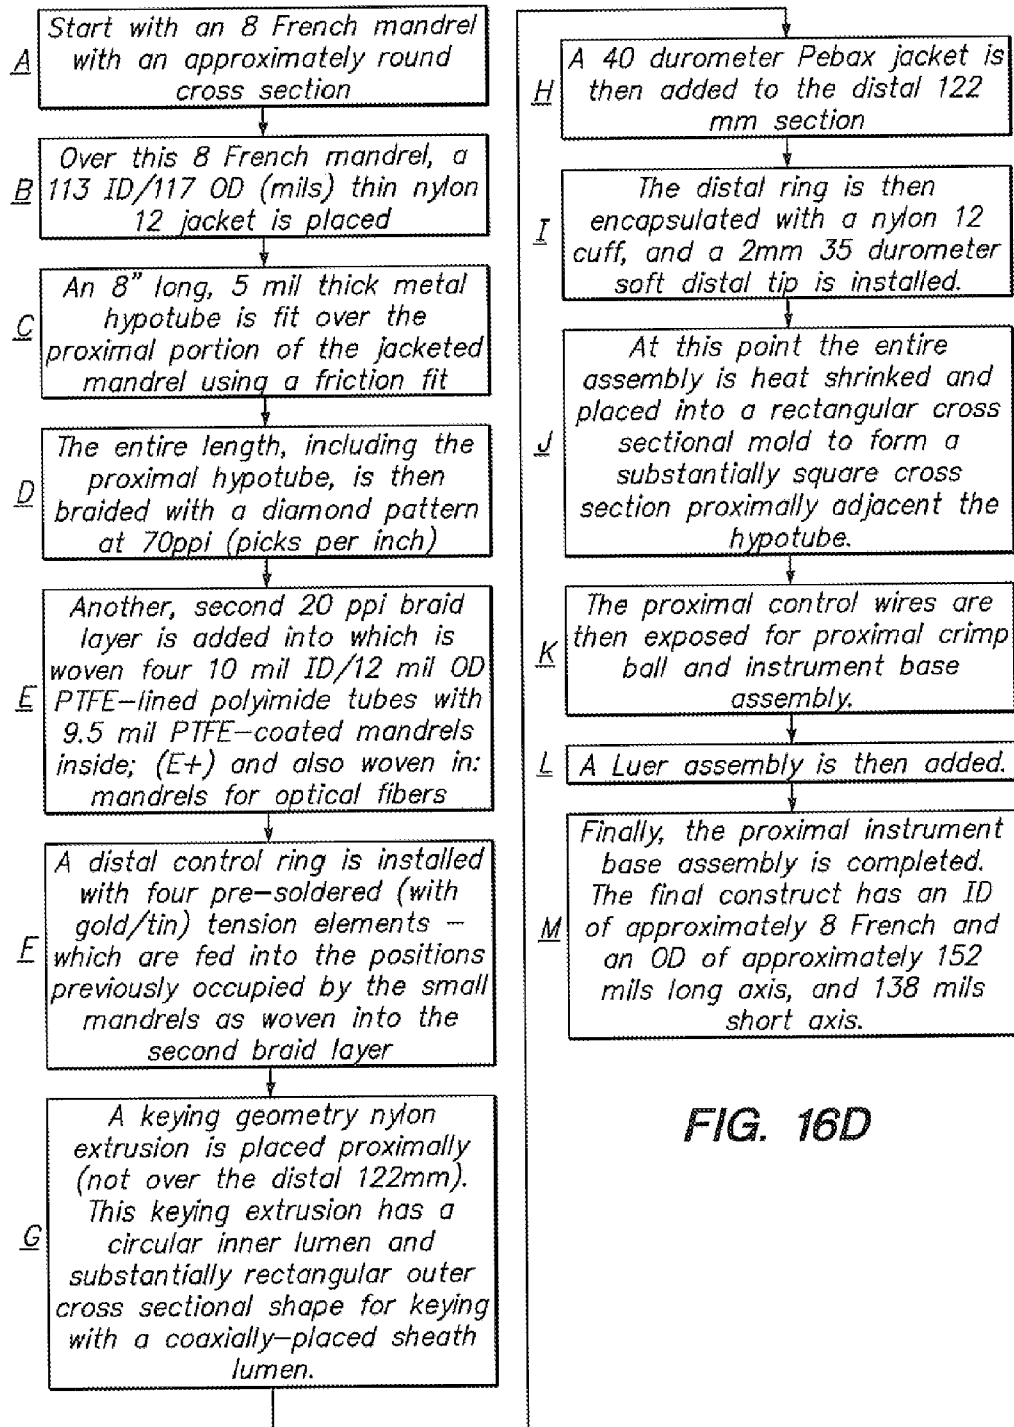 A
Start with an 8 French mandrel
with an approximately round
cross section
B
Over this 8 French mandrel, a
113 ID/117 OD (mils) thin nylon
12 jacket is placed
C
An 8" long, 5 mil thick metal
hypotube is fit over the
proximal portion of the jacketed
mandrel using a friction fit
D
The entire length, including the
proximal hypotube, is then
braided with a diamond pattern
at 70ppi (picks per inch)
E
Another, second 20 ppi braid
layer is added into which is
woven four 10 mil ID/12 mil OD
PTFE-lined polyimide tubes with
9.5 mil PTFE-coated mandrels
inside; (E+) and also woven in:
mandrels for optical fibers
F
A distal control ring is installed
with four pre-soldered (with
gold/tin) tension elements -
which are fed into the positions
previously occupied by the small
mandrels as woven into the
second braid layer
G
A keying geometry nylon
extrusion is placed proximally
(not over the distal 122mm).
This keying extrusion has a
circular inner lumen and
substantially rectangular outer
cross sectional shape for keying
with a coaxially-placed sheath
lumen.
H
A 40 durometer Pebax jacket is
then added to the distal 122
mm section
I
The distal ring is then
encapsulated with a nylon 12
cuff, and a 2mm 35 durometer
soft distal tip is installed.
J
At this point the entire
assembly is heat shrinked and
placed into a rectangular cross
sectional mold to form a
substantially square cross
section proximally adjacent the
hypotube.
K
The proximal control wires are
then exposed for proximal crimp
ball and instrument base
assembly.
L
A Luer assembly is then added.
M
Finally, the proximal instrument
base assembly is completed.
The final construct has an ID
of approximately 8 French and
an OD of approximately 152
mils long axis, and 138 mils
short axis.
FIG. 16D